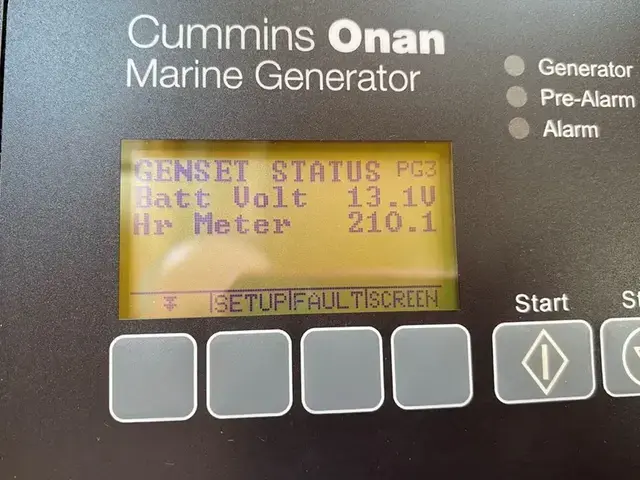 Cummins Onan
Marine Generator
Generator
Pre-Alarm
Alarm
GENSET STATUS PG3
Batt Volt 13.1V
Hr Meter 210.1
SETUP FAULT SCREEN
Start